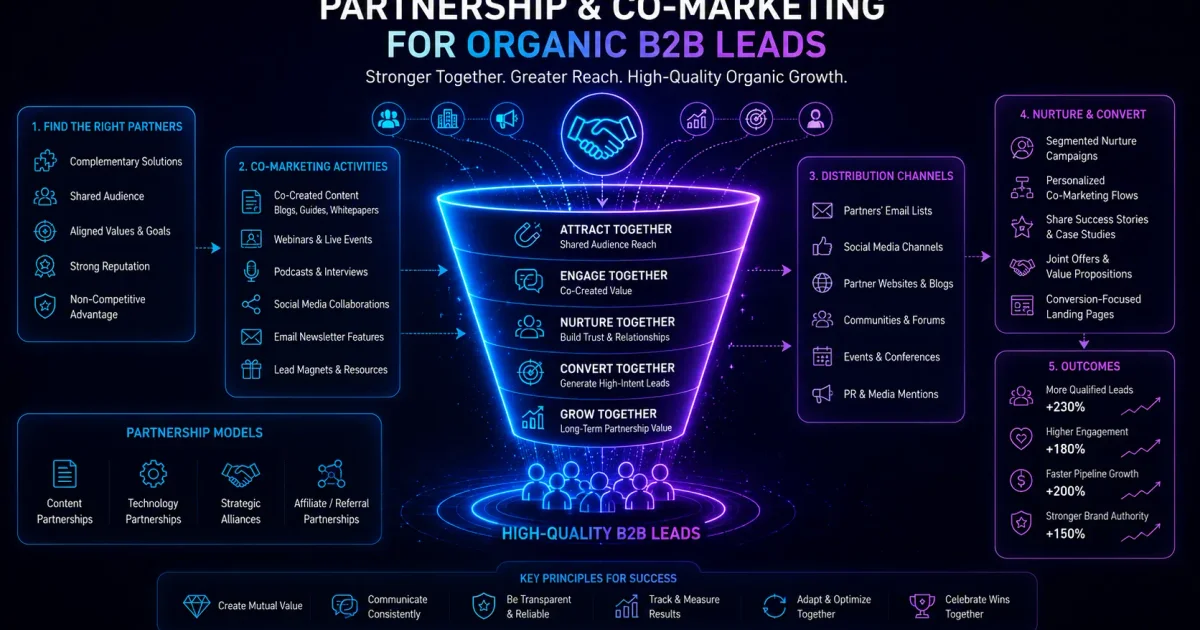 PARTNERSHIP & CO-MARKETING
FOR ORGANIC B2B LEADS
Stronger Together. Greater Reach. High-Quality Organic Growth.
1. FIND THE RIGHT PARTNERS
Complementary Solutions
Shared Audience
Aligned Values & Goals
Strong Reputation
Non-Competitive
Advantage
2. CO-MARKETING ACTIVITIES
Co-Created Content
Blogs, Guides, Whitepapers
Webinars & Live Events
Podcasts & Interviews
Social Media Collaborations
Email Newsletter Features
Lead Magnets & Resources
ATTRACT TOGETHER
Shared Audience Reach
ENGAGE TOGETHER
Co-Created Value
NURTURE TOGETHER
Build Trust & Relationships
CONVERT TOGETHER
Generate High-Intent Leads
GROW TOGETHER
Long-Term Partnership Value
HIGH-QUALITY B2B LEADS
3. DISTRIBUTION CHANNELS
Partners' Email Lists
Social Media Channels
Partner Websites & Blogs
Communities & Forums
Events & Conferences
PR & Media Mentions
4. NURTURE & CONVERT
Segmented Nurture
Campaigns
Personalized
Co-Marketing Flows
Share Success Stories
& Case Studies
Joint Offers &
Value Propositions
Conversion-Focused
Landing Pages
5. OUTCOMES
More Qualified Leads
+230%
Higher Engagement
+180%
Faster Pipeline Growth
+200%
Stronger Brand Authority
+150%
PARTNERSHIP MODELS
Content
Partnerships
Technology
Partnerships
Strategic
Alliances
Affiliate / Referral
Partnerships
KEY PRINCIPLES FOR SUCCESS
Create Mutual Value
Communicate
Consistently
Be Transparent
& Reliable
Track & Measure
Results
Adapt & Optimize
Together
Celebrate Wins
Together